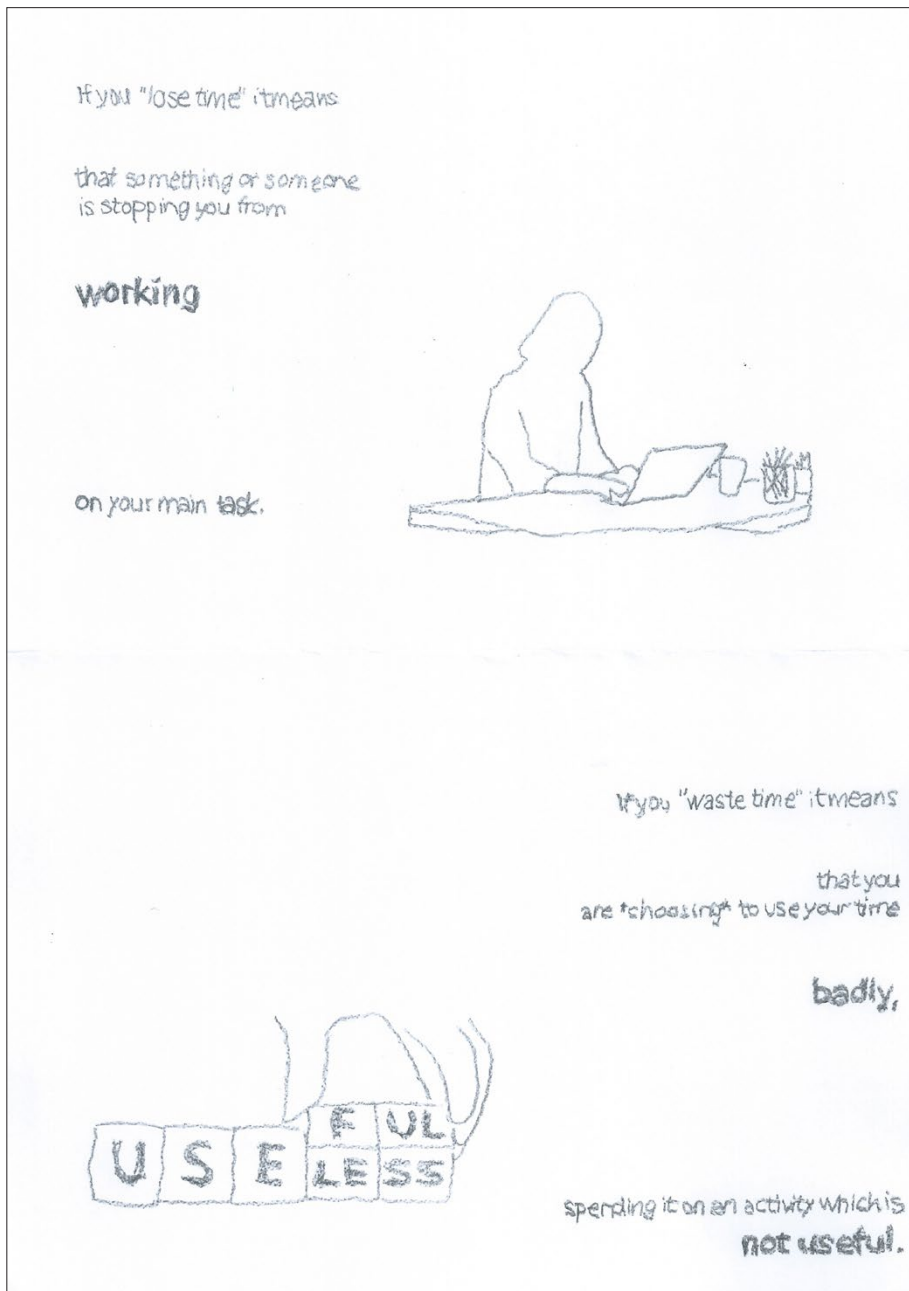 If you "lose time" it means
that something or someone
is stopping you from
working
on your main task.
If you "waste time" it means
that you
are *choosing* to use your time
badly,
USE FUL
LESS
spending it on an activity which is
not useful.